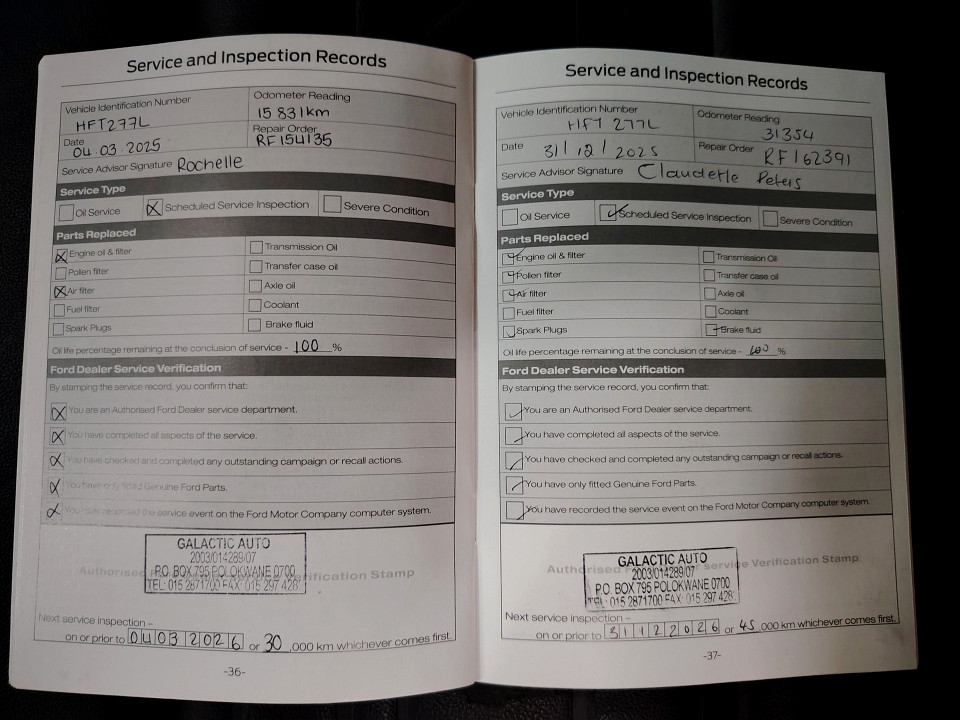 Service and Inspection Records
Vehicle Identification Number
HFT277L
Odometer Reading
15 831km
Date
04.03.2025
Repair Order
RF154135
Service Advisor Signature Rochelle
Service Type
Oil Service
Scheduled Service Inspection
Severe Condition
Parts Replaced
Engine oil & filter
Transmission Oil
Pollen filter
Transfer case oil
Air filter
Axle oil
Fuel filter
Coolant
Spark Plugs
Brake fluid
Oil life percentage remaining at the conclusion of service - 100 %
Ford Dealer Service Verification
By stamping the service record, you confirm that:
You are an Authorised Ford Dealer service department.
You have completed all aspects of the service.
You have checked and completed any outstanding campaign or recall actions.
You have only fitted Genuine Ford Parts.
You have recorded the service event on the Ford Motor Company computer system.
Authorised Verification Stamp
GALACTIC AUTO
2003/014289/07
P.O. BOX 795 POLOKWANE 0700
TEL: 015 2871700 FAX: 015 297 428
Next service inspection –
on or prior to 04032026 or 30 ,000 km whichever comes first.
-36-
Service and Inspection Records
Vehicle Identification Number
HFT 277L
Odometer Reading
31354
Date 31/12/2025
Repair Order RF162391
Service Advisor Signature Claudette Peters
Service Type
Oil Service
Scheduled Service Inspection
Severe Condition
Parts Replaced
Engine oil & filter
Transmission Oil
Pollen filter
Transfer case oil
Air filter
Axle oil
Fuel filter
Coolant
Spark Plugs
Brake fluid
Oil life percentage remaining at the conclusion of service - 100 %
Ford Dealer Service Verification
By stamping the service record, you confirm that:
You are an Authorised Ford Dealer service department.
You have completed all aspects of the service.
You have checked and completed any outstanding campaign or recall actions.
You have only fitted Genuine Ford Parts.
You have recorded the service event on the Ford Motor Company computer system.
Authorised Service Verification Stamp
GALACTIC AUTO
2003/014289/07
P.O. BOX 795 POLOKWANE 0700
TEL: 015 2871700 FAX: 015 297 428
Next service inspection –
on or prior to 31122026 or 45 ,000 km whichever comes first.
-37-